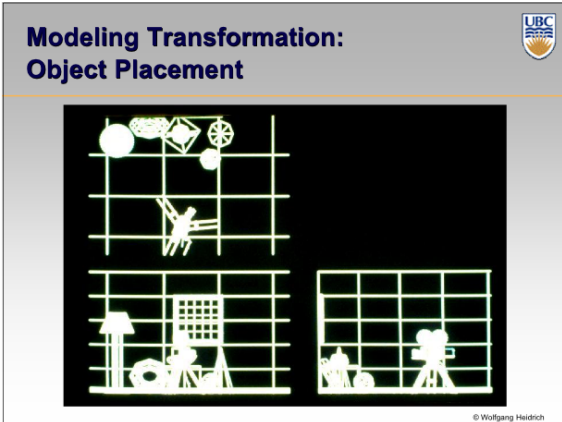 Modeling Transformation:
Object Placement
UBC
© Wolfgang Heidrich